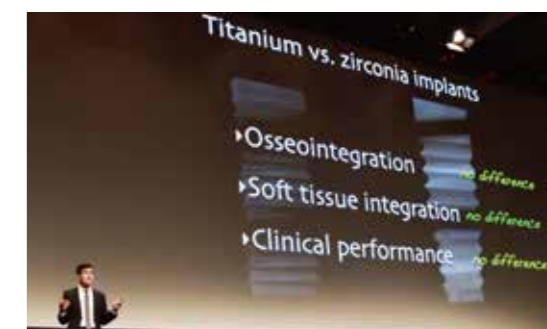 Titanium vs. zirconia implants
▸Osseointegration no difference
▸Soft tissue integration no difference
▸Clinical performance no difference